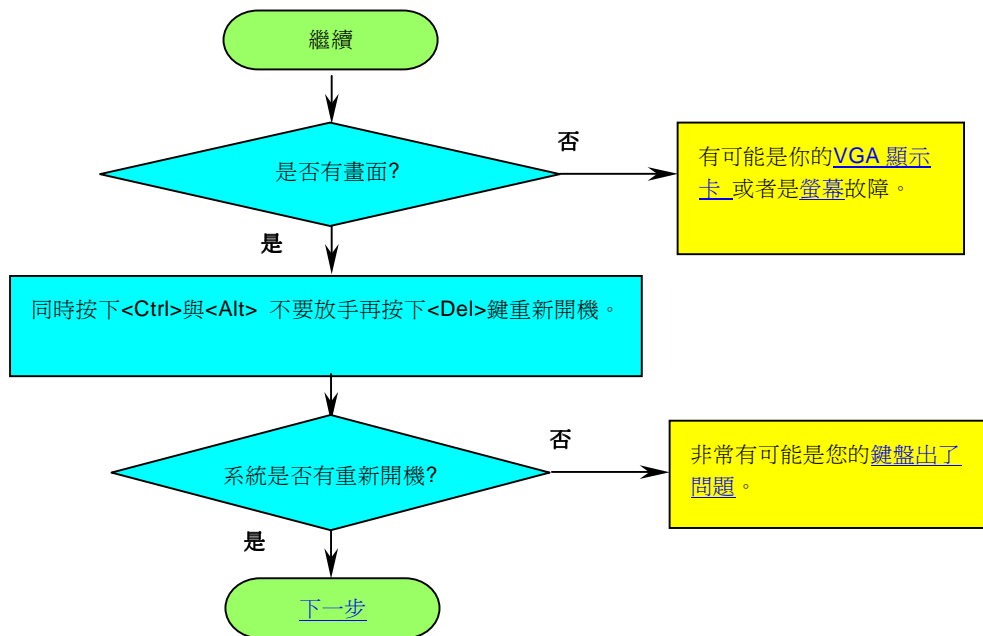 繼續
是否有畫面?
否
有可能是你的VGA 顯示
卡 或者是螢幕故障。
是
同時按下<Ctrl>與<Alt> 不要放手再按下<Del>鍵重新開機。
系統是否有重新開機?
否
非常有可能是您的鍵盤出了
問題。
是
下一步